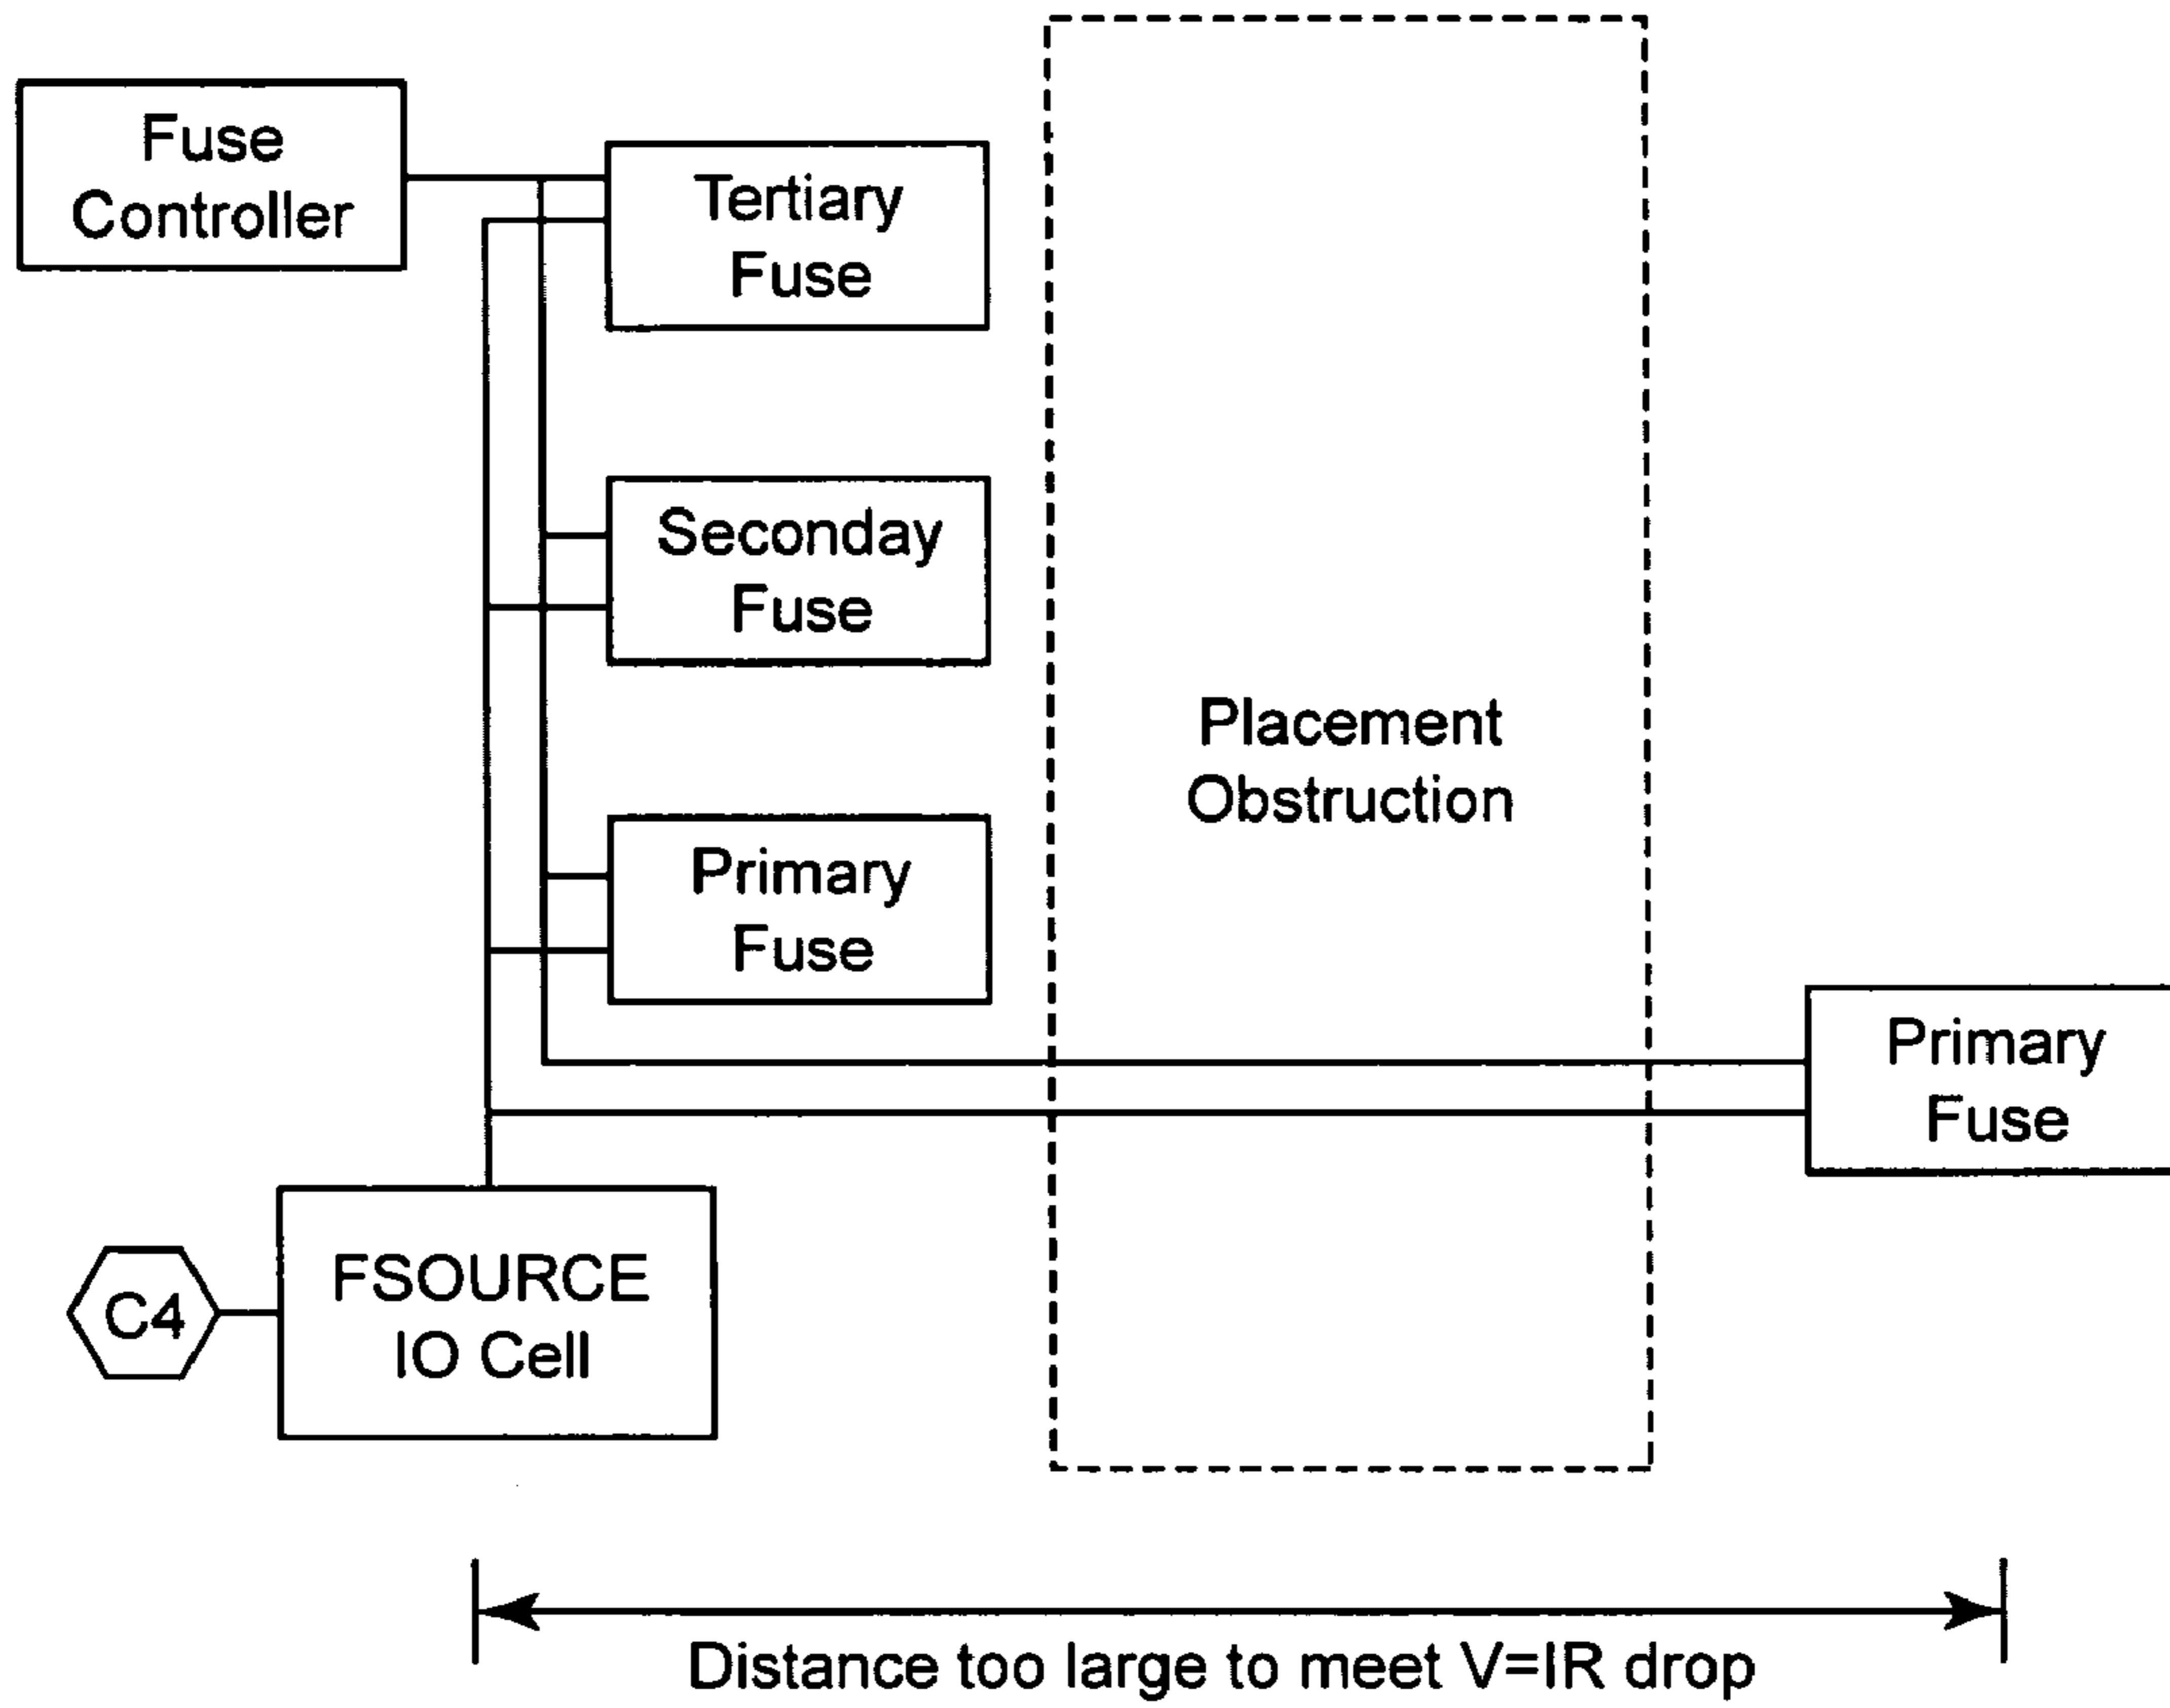 Fuse
Controller
Tertiary
Fuse
Seconday
Fuse
Placement
Obstruction
Primary
Fuse
Primary
Fuse
FSOURCE
IO Cell
C4
Distance too large to meet V=IR drop